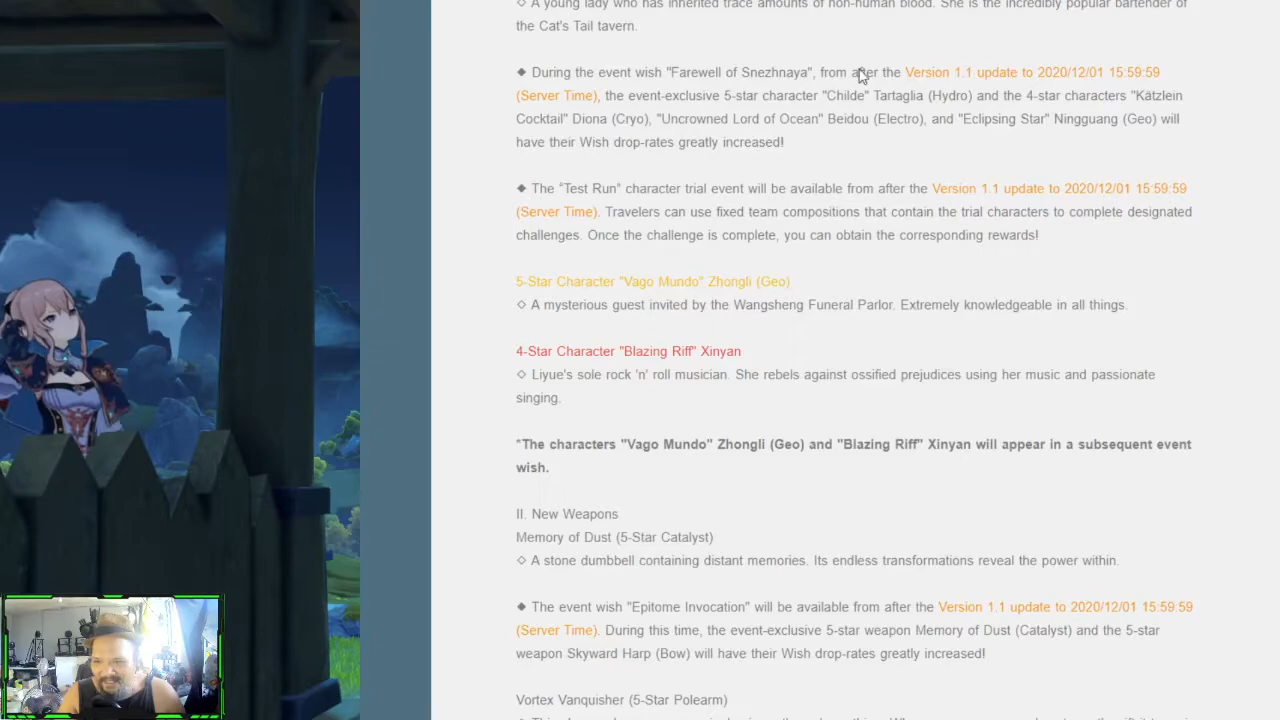 ◇ A young lady who has inherited trace amounts of non-human blood. She is the incredibly popular bartender of
the Cat's Tail tavern.
◆ During the event wish "Farewell of Snezhnaya", from after the Version 1.1 update to 2020/12/01 15:59:59
(Server Time), the event-exclusive 5-star character "Childe" Tartaglia (Hydro) and the 4-star characters "Kätzlein
Cocktail" Diona (Cryo), "Uncrowned Lord of Ocean" Beidou (Electro), and "Eclipsing Star" Ningguang (Geo) will
have their Wish drop-rates greatly increased!
◆ The "Test Run" character trial event will be available from after the Version 1.1 update to 2020/12/01 15:59:59
(Server Time). Travelers can use fixed team compositions that contain the trial characters to complete designated
challenges. Once the challenge is complete, you can obtain the corresponding rewards!
5-Star Character "Vago Mundo" Zhongli (Geo)
◇ A mysterious guest invited by the Wangsheng Funeral Parlor. Extremely knowledgeable in all things.
4-Star Character "Blazing Riff" Xinyan
◇ Liyue's sole rock 'n' roll musician. She rebels against ossified prejudices using her music and passionate
singing.
*The characters "Vago Mundo" Zhongli (Geo) and "Blazing Riff" Xinyan will appear in a subsequent event
wish.
II. New Weapons
Memory of Dust (5-Star Catalyst)
◇ A stone dumbbell containing distant memories. Its endless transformations reveal the power within.
◆ The event wish "Epitome Invocation" will be available from after the Version 1.1 update to 2020/12/01 15:59:59
(Server Time). During this time, the event-exclusive 5-star weapon Memory of Dust (Catalyst) and the 5-star
weapon Skyward Harp (Bow) will have their Wish drop-rates greatly increased!
Vortex Vanquisher (5-Star Polearm)